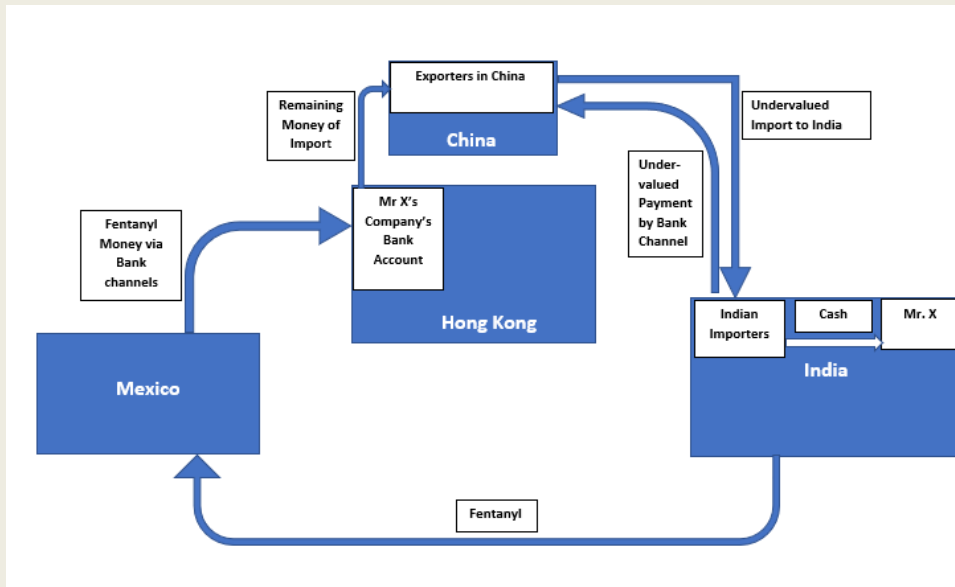 Exporters in China
China
Remaining
Money of
Import
Undervalued
Import to India
Under-
valued
Payment
by Bank
Channel
Mr X's
Company's
Bank
Account
Hong Kong
Fentanyl
Money via
Bank
channels
Mexico
Indian
Importers
Cash
Mr. X
India
Fentanyl